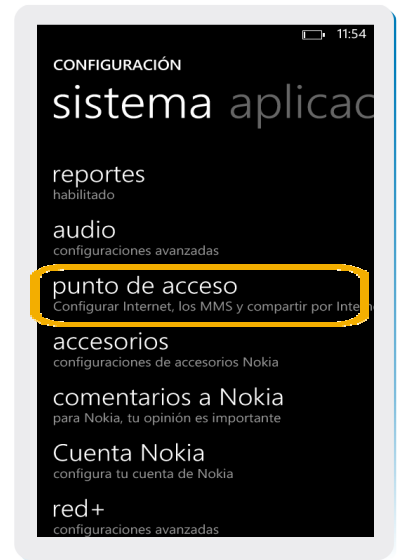 11:54
CONFIGURACIÓN
sistema aplicac
reportes
habilitado
audio
configuraciones avanzadas
punto de acceso
Configurar Internet, los MMS y compartir por Inte
accesorios
configuraciones de accesorios Nokia
comentarios a Nokia
para Nokia, tu opinión es importante
Cuenta Nokia
configura tu cuenta de Nokia
red+
configuraciones avanzadas